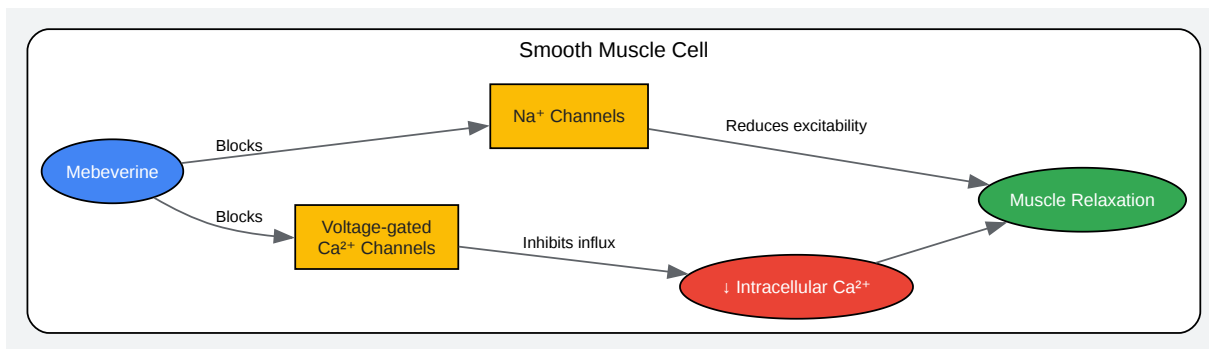 Smooth Muscle Cell
Mebeverine
Blocks
Na⁺ Channels
Reduces excitability
Blocks
Voltage-gated
Ca²⁺ Channels
Inhibits influx
↓ Intracellular Ca²⁺
Muscle Relaxation